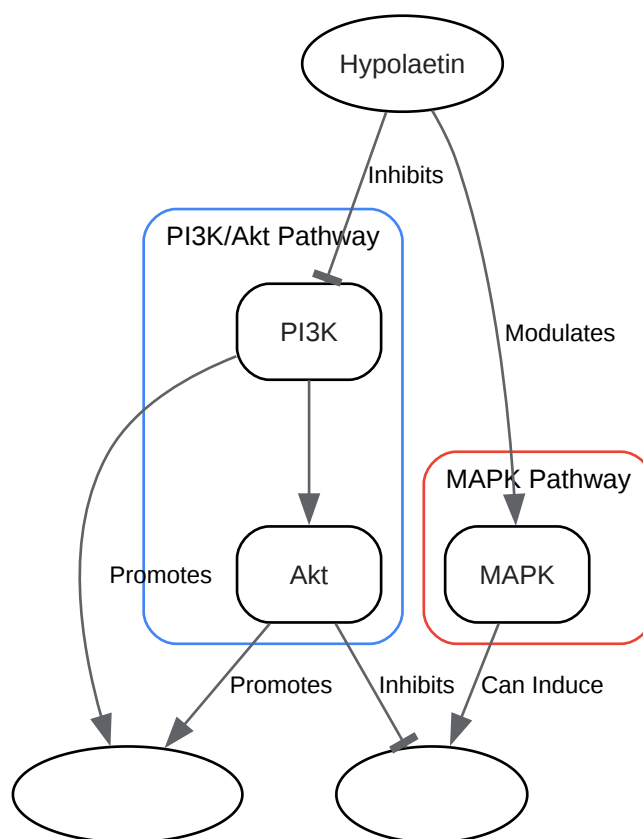 Hypolaetin
Inhibits
PI3K/Akt Pathway
PI3K
Modulates
MAPK Pathway
Promotes
Akt
MAPK
Promotes
Inhibits
Can Induce